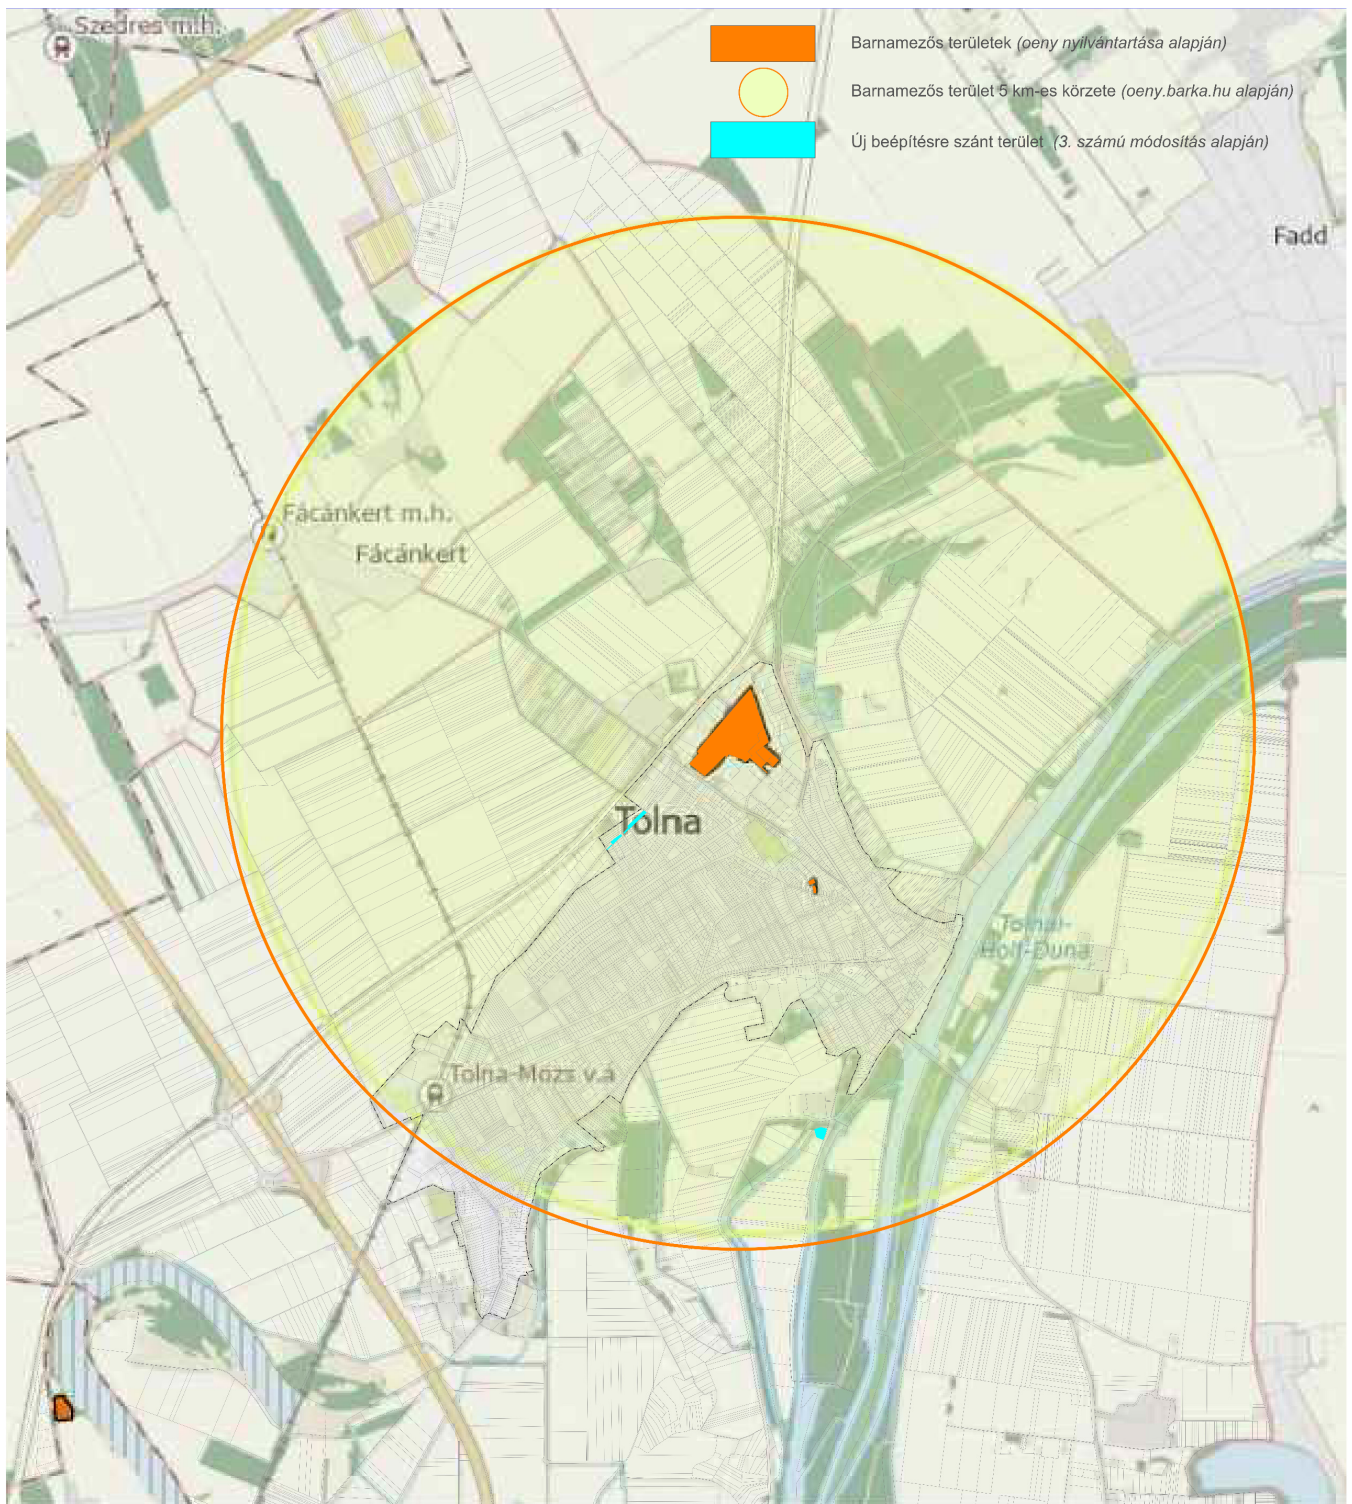 Szedres m.h.
Barnamezős területek (oeny nyilvántartása alapján)
Barnamezős terület 5 km-es körzete (oeny.barka.hu alapján)
Új beépítésre szánt terület (3. számú módosítás alapján)
Fadd
Fácánkert m.h.
Fácánkert
Tolna
Tolnai-
Holt-Duna
Tolna-Mözs v.á